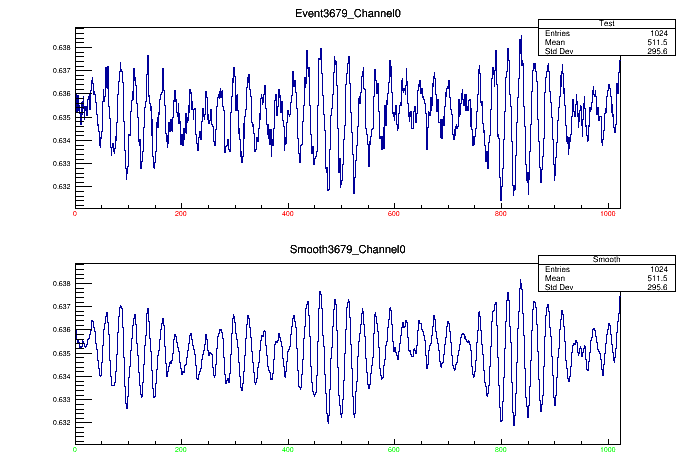 Event3679_Channel0
Test
Entries 1024
Mean 511.5
Std Dev 295.6
0.638
0.637
0.636
0.635
0.634
0.633
0.632
0 200 400 600 800 1000
Smooth3679_Channel0
Smooth
Entries 1024
Mean 511.5
Std Dev 295.6
0.638
0.637
0.636
0.635
0.634
0.633
0.632
0 200 400 600 800 1000